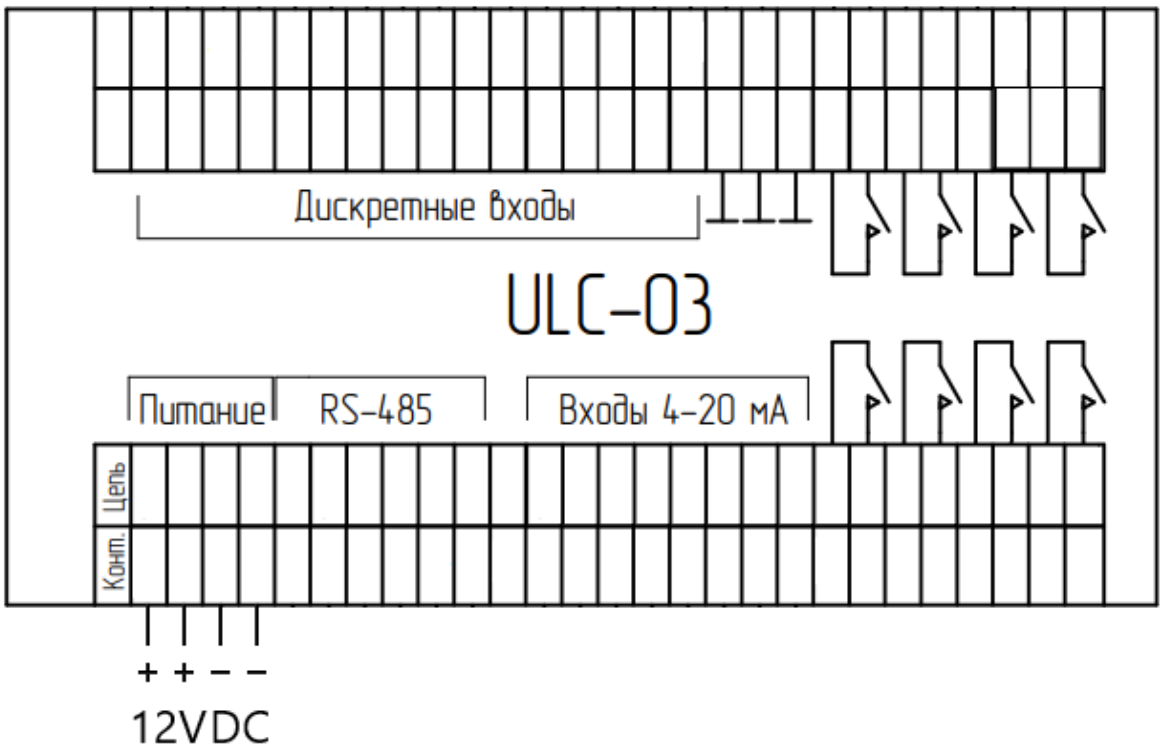 Дискретные входы
ULC-03
Питание
RS-485
Входы 4-20 мА
Цепь
Конт.
+ + - -
12VDC